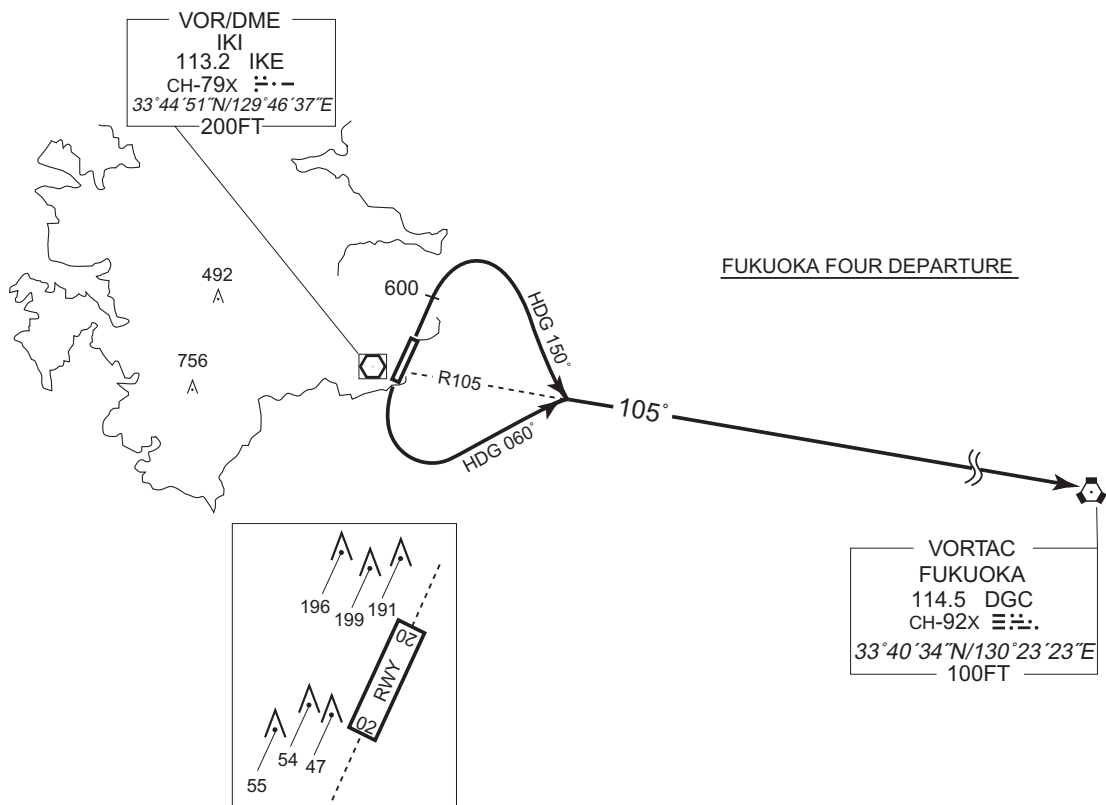 VOR/DME
IKI
113.2 IKE
CH-79X
33°44′51″N/129°46′37″E
200FT
FUKUOKA FOUR DEPARTURE
492
600
HDG 150°
756
R105
105°
HDG 060°
VORTAC
FUKUOKA
114.5 DGC
CH-92X
33°40′34″N/130°23′23″E
100FT
196
199
191
20
RWY
02
55
54
47